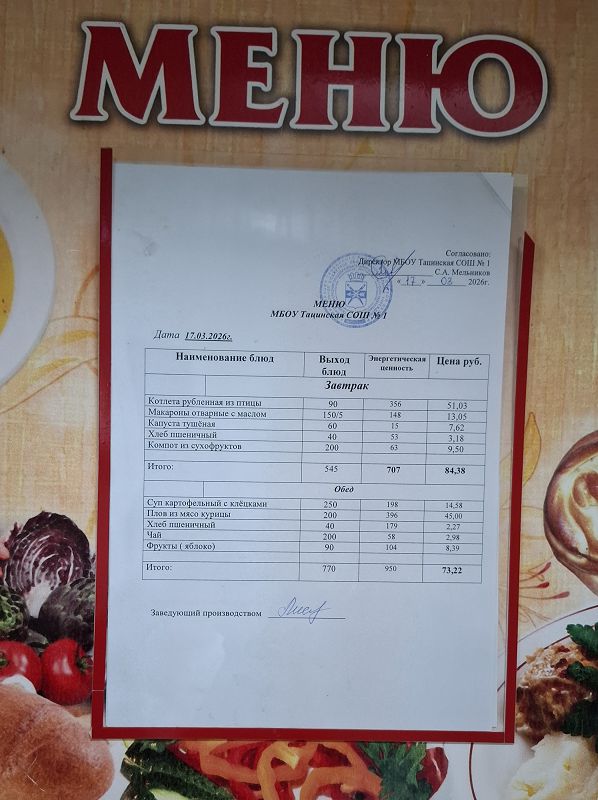 МЕНЮ
Согласовано:
Директор МБОУ Тацинская СОШ № 1
С.А. Мельников
« 17 » 03 2026г.
МЕНЮ
МБОУ Тацинская СОШ № 1
Дата 17.03.2026г.
Наименование блюд Выход блюд Энергетическая ценность Цена руб.
Завтрак
Котлета рубленная из птицы 90 356 51,03
Макароны отварные с маслом 150/5 148 13,05
Капуста тушёная 60 15 7,62
Хлеб пшеничный 40 53 3,18
Компот из сухофруктов 200 63 9,50
Итого: 545 707 84,38
Обед
Суп картофельный с клёцками 250 198 14,58
Плов из мясо курицы 200 396 45,00
Хлеб пшеничный 40 179 2,27
Чай 200 58 2,98
Фрукты ( яблоко) 90 104 8,39
Итого: 770 950 73,22
Заведующий производством